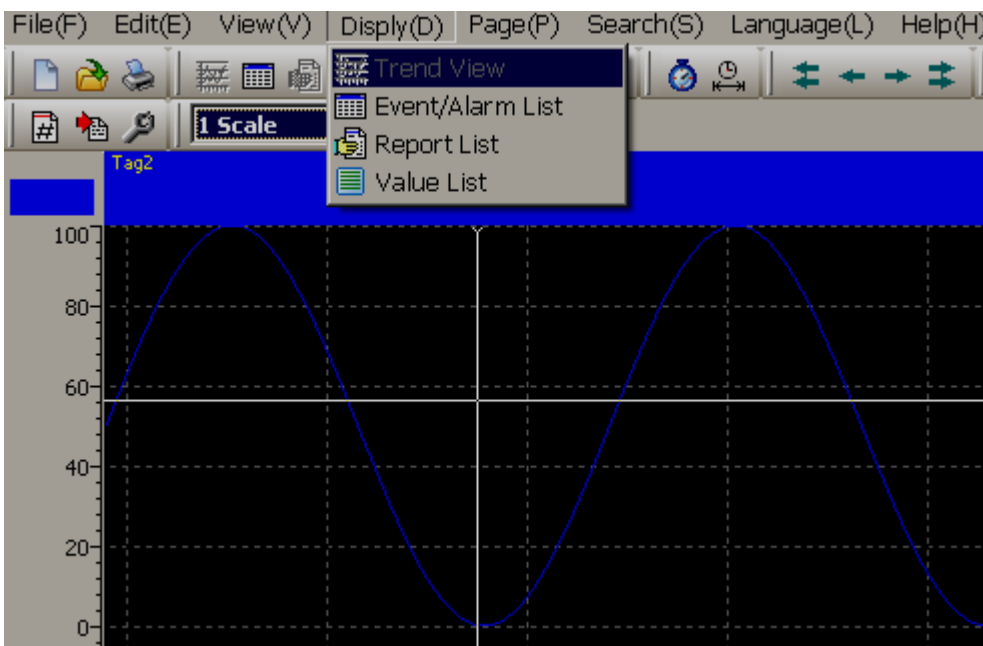 File(F) Edit(E) View(V) Disply(D) Page(P) Search(S) Language(L) Help(H)
Trend View
Event/Alarm List
Report List
Value List
1 Scale
Tag2
100
80
60
40
20
0